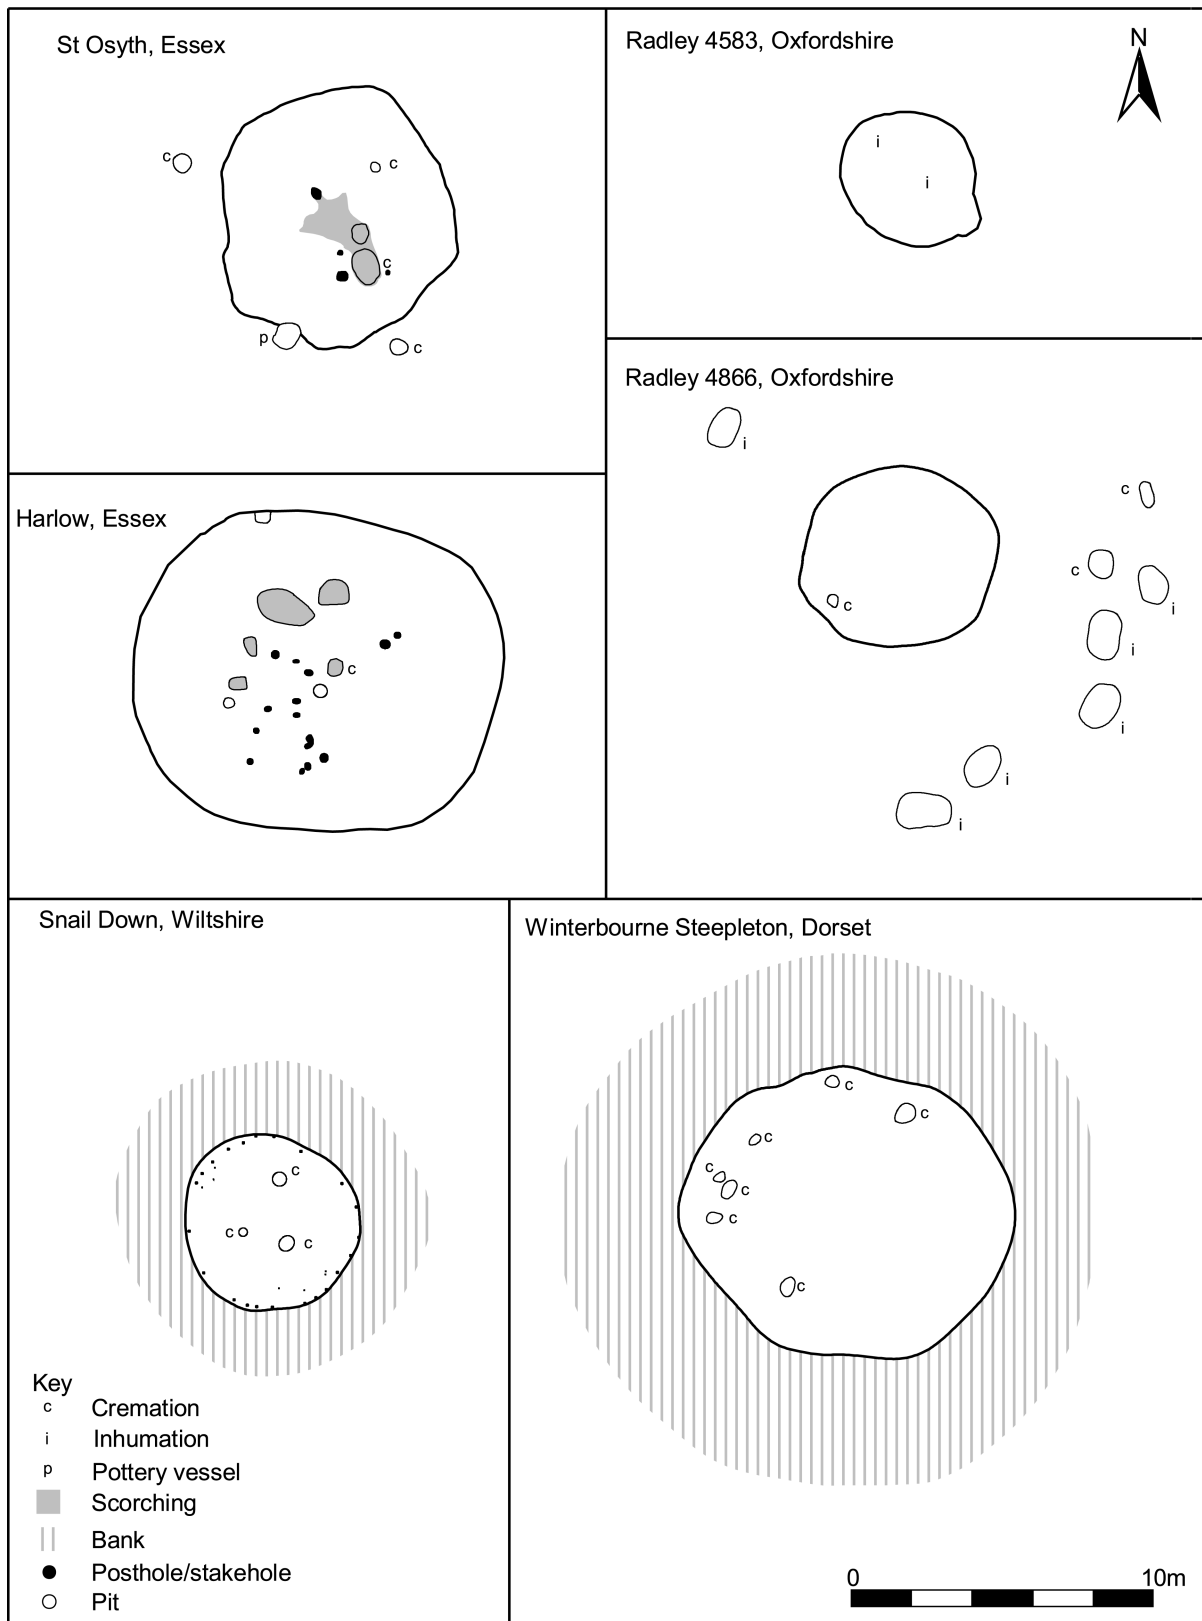 St Osyth, Essex
c
c
c
p
c
Radley 4583, Oxfordshire
N
i
i
Harlow, Essex
c
Radley 4866, Oxfordshire
i
c
c
i
c
i
i
i
i
Snail Down, Wiltshire
c
c
c
Winterbourne Steepleton, Dorset
c
c
c
c
c
c
c
Key
c Cremation
i Inhumation
p Pottery vessel
Scorching
Bank
Posthole/stakehole
Pit
0 10m